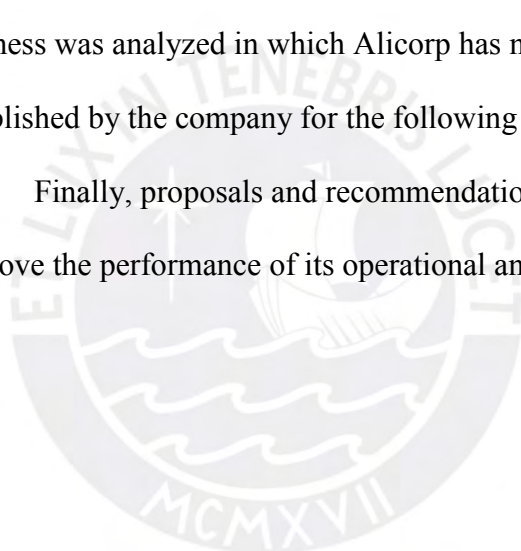 ness was analyzed in which Alicorp has
blished by the company for the following
Finally, proposals and recommendatio
ove the performance of its operational an
ET LUX IN TENEBRIS LUCET
MCMXVII